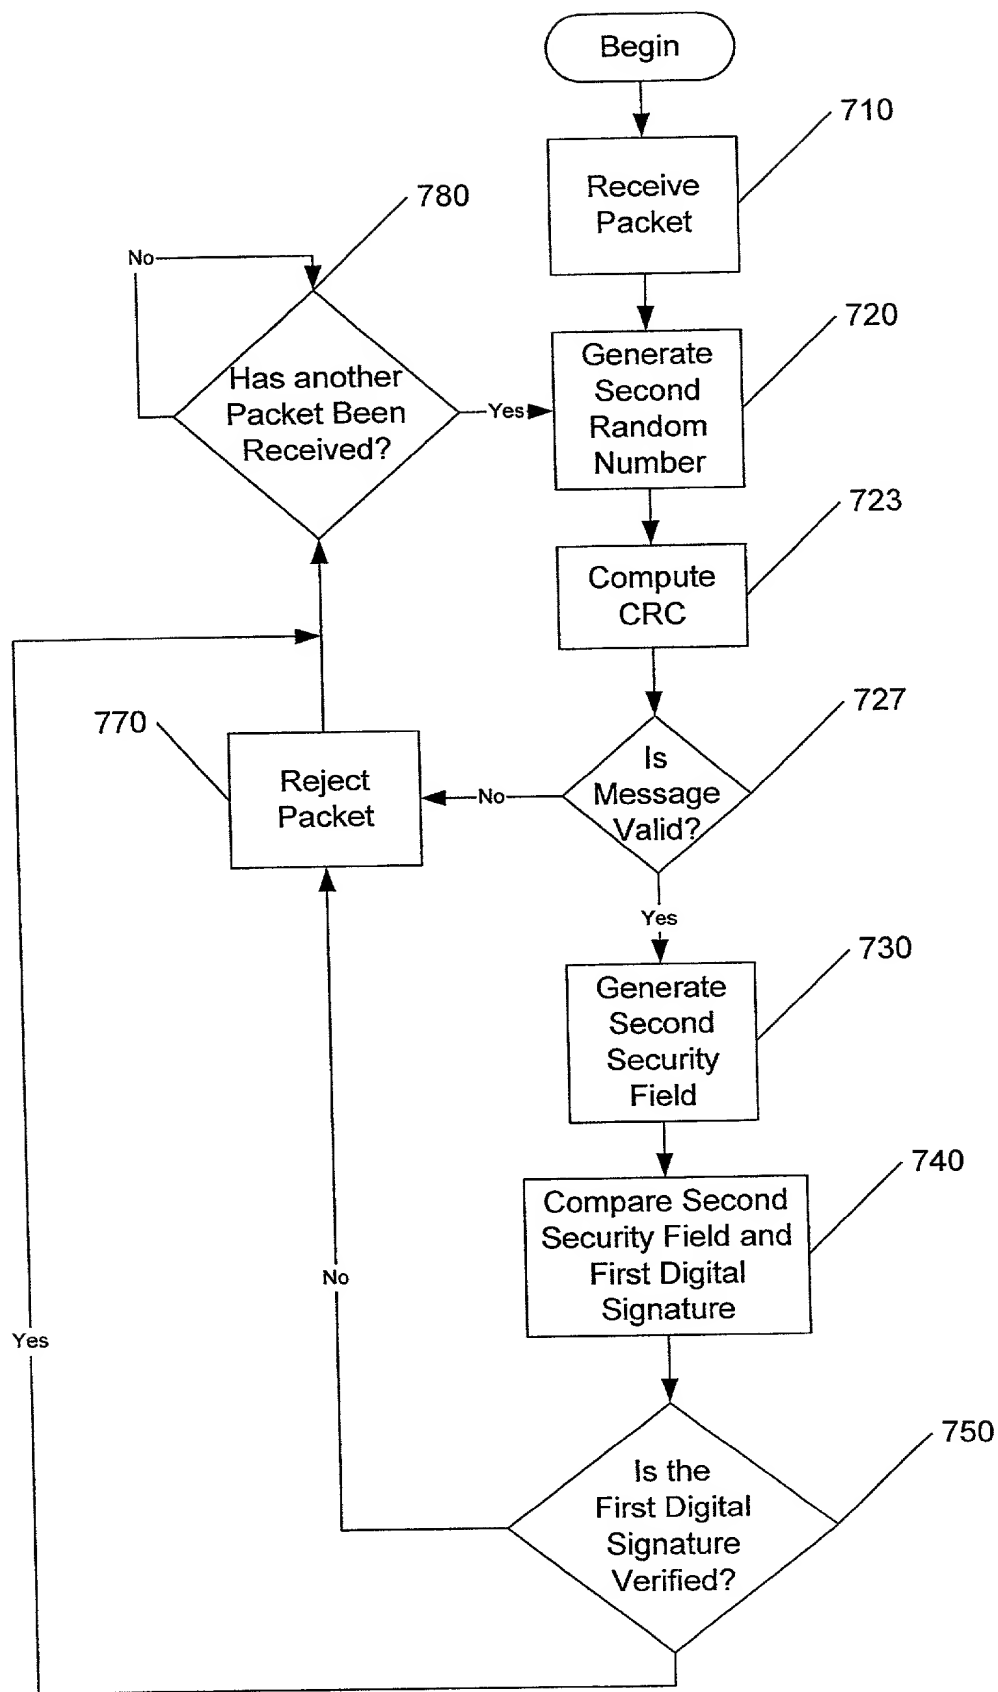 Begin
710
Receive
Packet
780
No
720
Generate
Second
Random
Number
Has another
Packet Been
Received?
Yes
723
Compute
CRC
727
770
Is
Message
Valid?
No
Reject
Packet
Yes
730
Generate
Second
Security
Field
740
Compare Second
Security Field and
First Digital
Signature
No
Yes
750
Is the
First Digital
Signature
Verified?